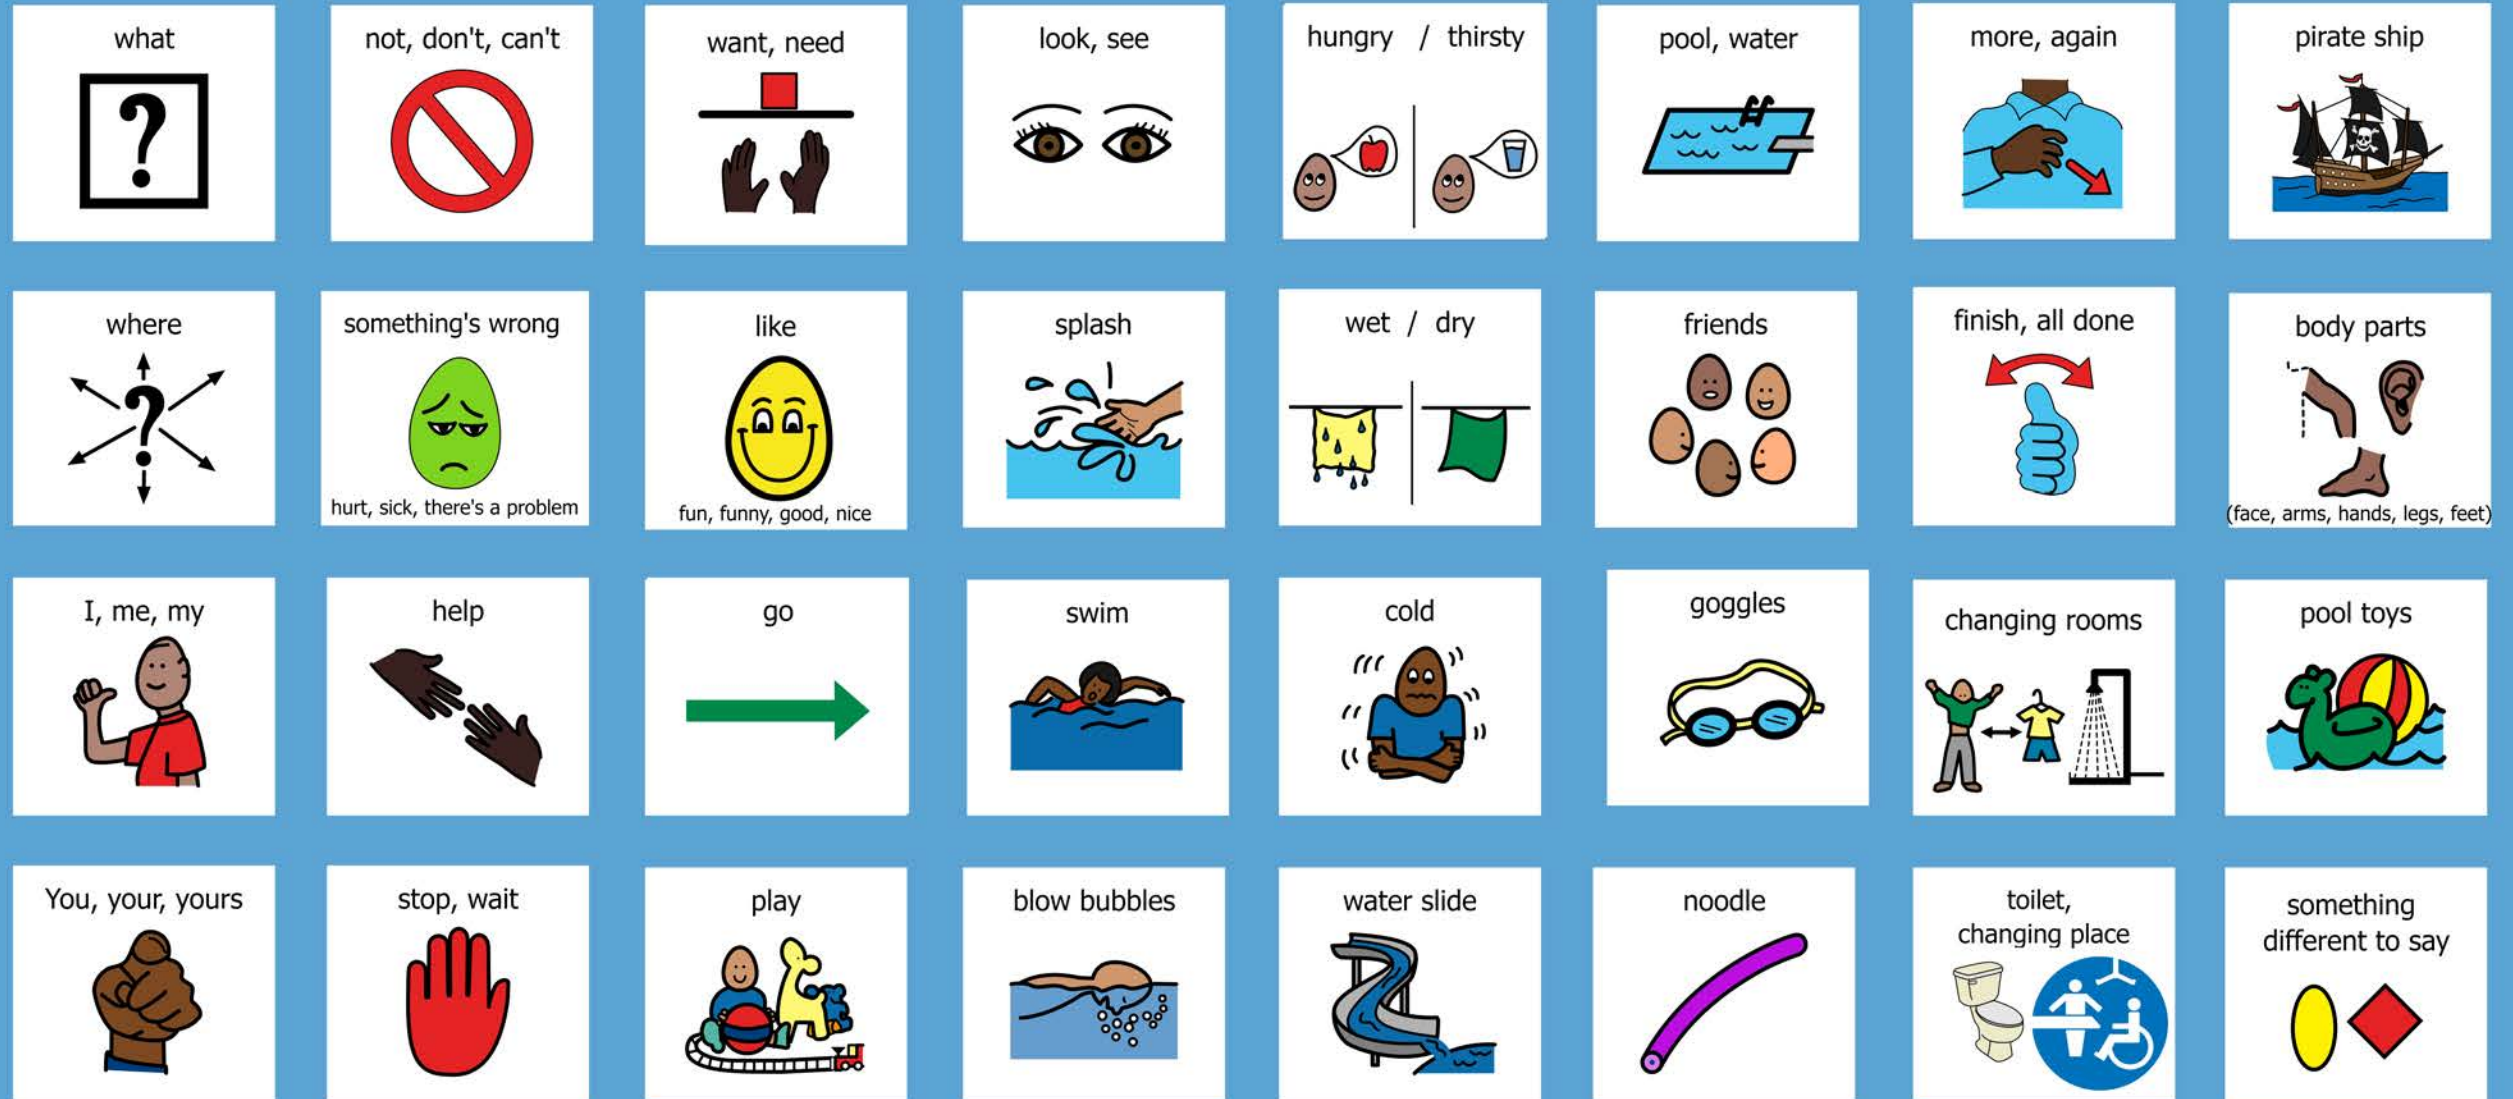 what
not, don't, can't
want, need
look, see
hungry / thirsty
pool, water
more, again
pirate ship
where
something's wrong
hurt, sick, there's a problem
like
fun, funny, good, nice
splash
wet / dry
friends
finish, all done
body parts
(face, arms, hands, legs, feet)
I, me, my
help
go
swim
cold
goggles
changing rooms
pool toys
You, your, yours
stop, wait
play
blow bubbles
water slide
noodle
toilet,
changing place
something
different to say